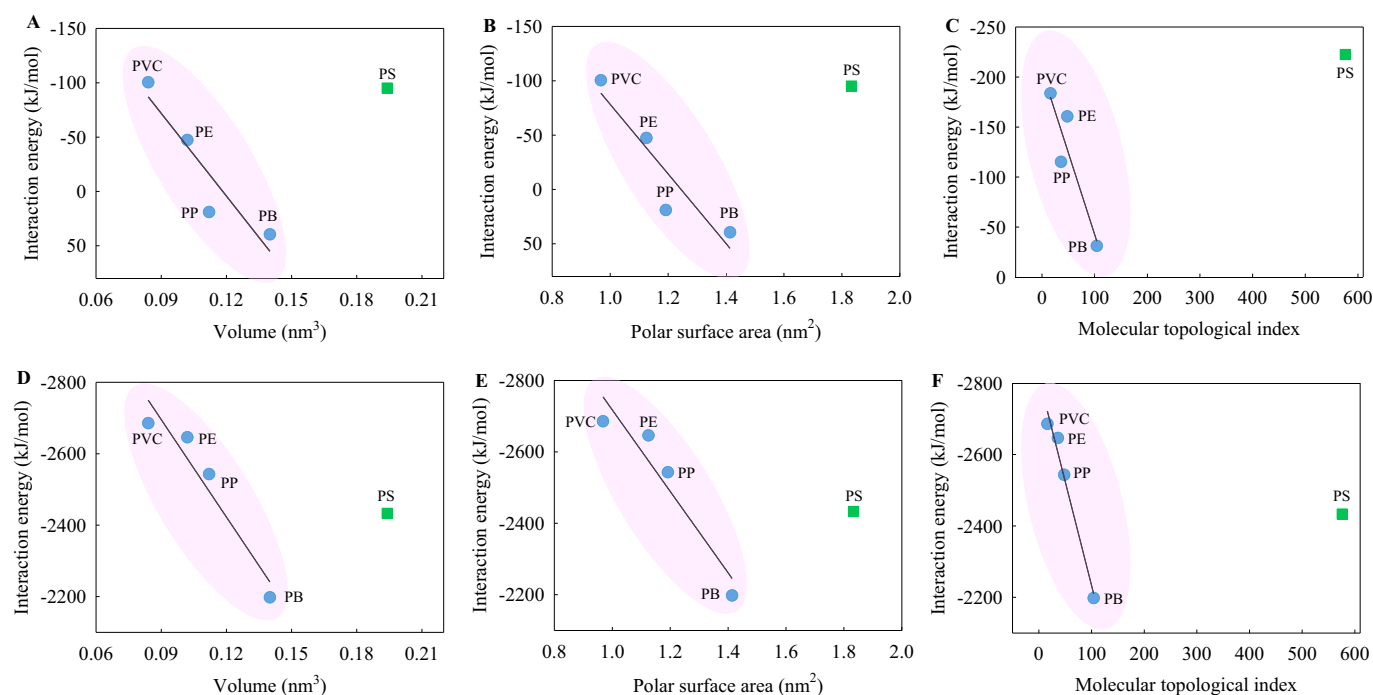 A
Interaction energy (kJ/mol)
-150
-100
-50
0
50
PVC
PE
PP
PB
PS
0.06
0.09
0.12
0.15
0.18
0.21
Volume (nm³)
B
Interaction energy (kJ/mol)
-150
-100
-50
0
50
PVC
PE
PP
PB
PS
0.8
1.0
1.2
1.4
1.6
1.8
2.0
Polar surface area (nm²)
C
Interaction energy (kJ/mol)
-250
-200
-150
-100
-50
0
PVC
PE
PP
PB
PS
0
100
200
300
400
500
600
Molecular topological index
D
Interaction energy (kJ/mol)
-2800
-2600
-2400
-2200
PVC
PE
PP
PB
PS
0.06
0.09
0.12
0.15
0.18
0.21
Volume (nm³)
E
Interaction energy (kJ/mol)
-2800
-2600
-2400
-2200
PVC
PE
PP
PB
PS
0.8
1.0
1.2
1.4
1.6
1.8
2.0
Polar surface area (nm²)
F
Interaction energy (kJ/mol)
-2800
-2600
-2400
-2200
PVC
PE
PP
PB
PS
0
100
200
300
400
500
600
Molecular topological index